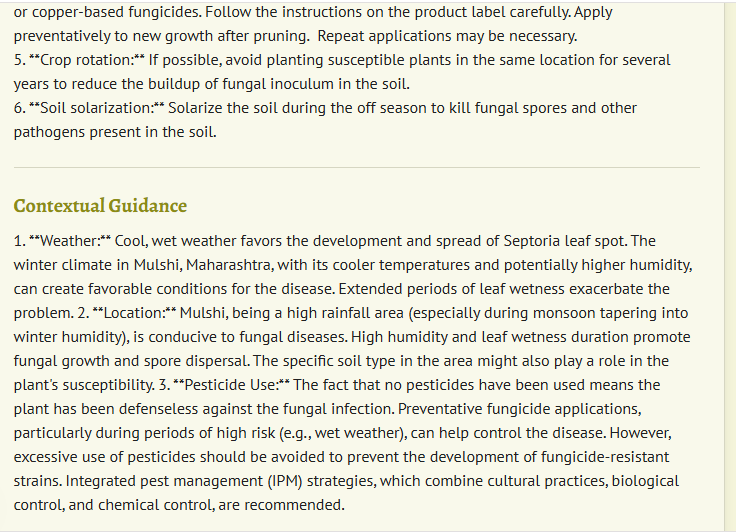 or copper-based fungicides. Follow the instructions on the product label carefully. Apply
preventatively to new growth after pruning.  Repeat applications may be necessary.
5. **Crop rotation:** If possible, avoid planting susceptible plants in the same location for several
years to reduce the buildup of fungal inoculum in the soil.
6. **Soil solarization:** Solarize the soil during the off season to kill fungal spores and other
pathogens present in the soil.
Contextual Guidance
1. **Weather:** Cool, wet weather favors the development and spread of Septoria leaf spot. The
winter climate in Mulshi, Maharashtra, with its cooler temperatures and potentially higher humidity,
can create favorable conditions for the disease. Extended periods of leaf wetness exacerbate the
problem. 2. **Location:** Mulshi, being a high rainfall area (especially during monsoon tapering into
winter humidity), is conducive to fungal diseases. High humidity and leaf wetness duration promote
fungal growth and spore dispersal. The specific soil type in the area might also play a role in the
plant's susceptibility. 3. **Pesticide Use:** The fact that no pesticides have been used means the
plant has been defenseless against the fungal infection. Preventative fungicide applications,
particularly during periods of high risk (e.g., wet weather), can help control the disease. However,
excessive use of pesticides should be avoided to prevent the development of fungicide-resistant
strains. Integrated pest management (IPM) strategies, which combine cultural practices, biological
control, and chemical control, are recommended.